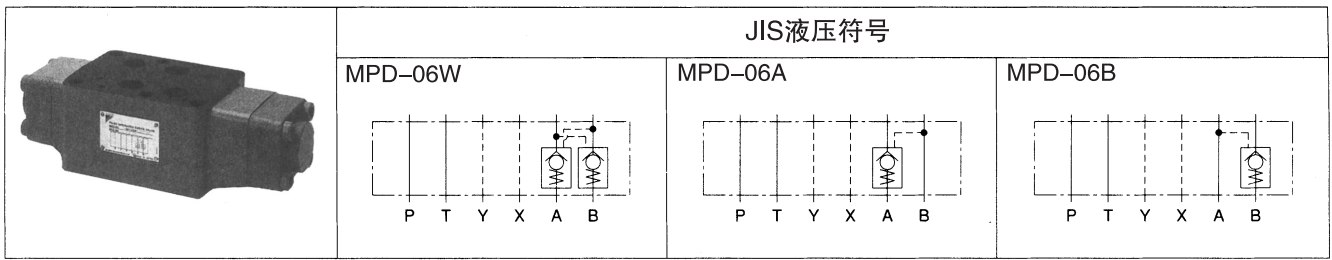 JIS液压符号
MPD–06W
MPD–06A
MPD–06B
P T Y X A B
P T Y X A B
P T Y X A B